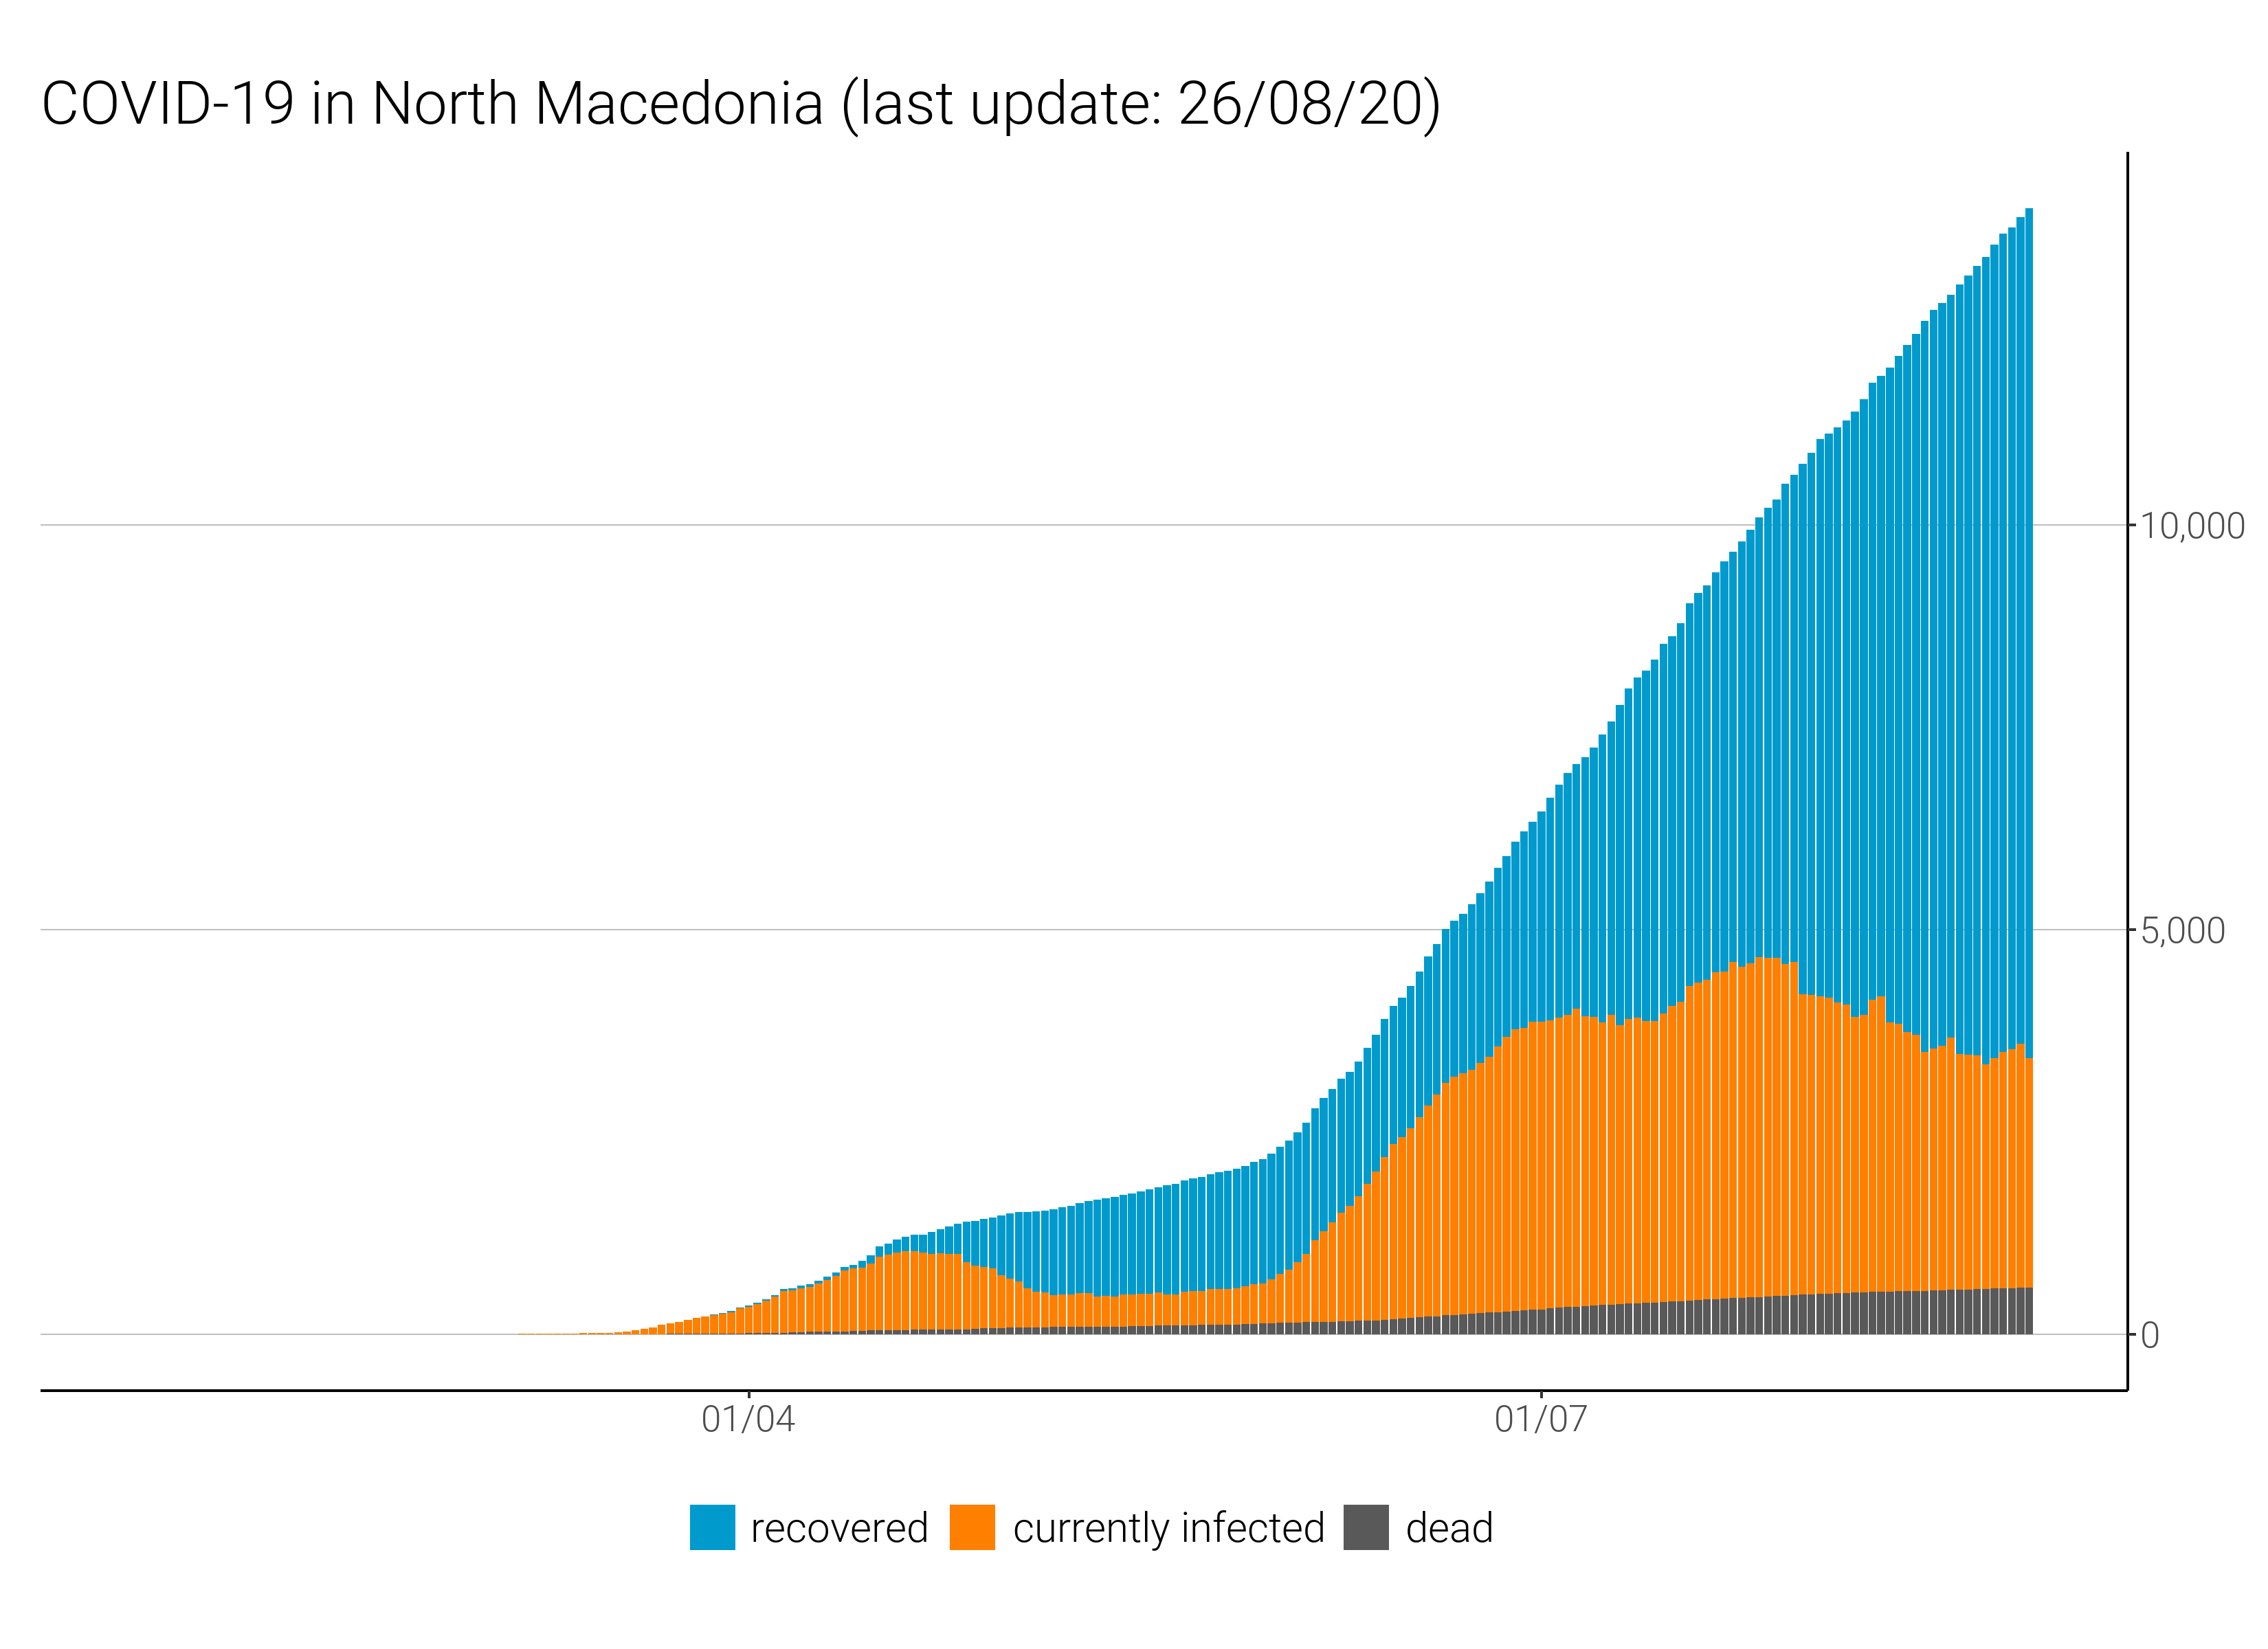 COVID-19 in North Macedonia (last update: 26/08/20)
10,000
5,000
0
01/04 01/07
recovered currently infected dead